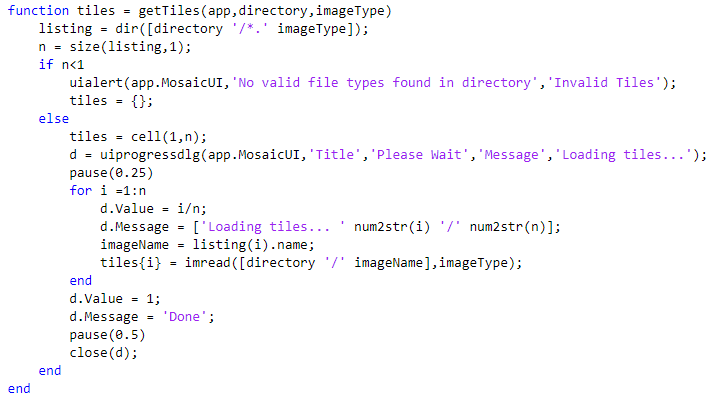 function tiles = getTiles(app,directory,imageType)
    listing = dir([directory '/*.' imageType]);
    n = size(listing,1);
    if n<1
        uialert(app.MosaicUI,'No valid file types found in directory','Invalid Tiles');
        tiles = {};
    else
        tiles = cell(1,n);
        d = uiprogressdlg(app.MosaicUI,'Title','Please Wait','Message','Loading tiles...');
        pause(0.25)
        for i =1:n
            d.Value = i/n;
            d.Message = ['Loading tiles... ' num2str(i) '/' num2str(n)];
            imageName = listing(i).name;
            tiles{i} = imread([directory '/' imageName],imageType);
        end
        d.Value = 1;
        d.Message = 'Done';
        pause(0.5)
        close(d);
    end
end